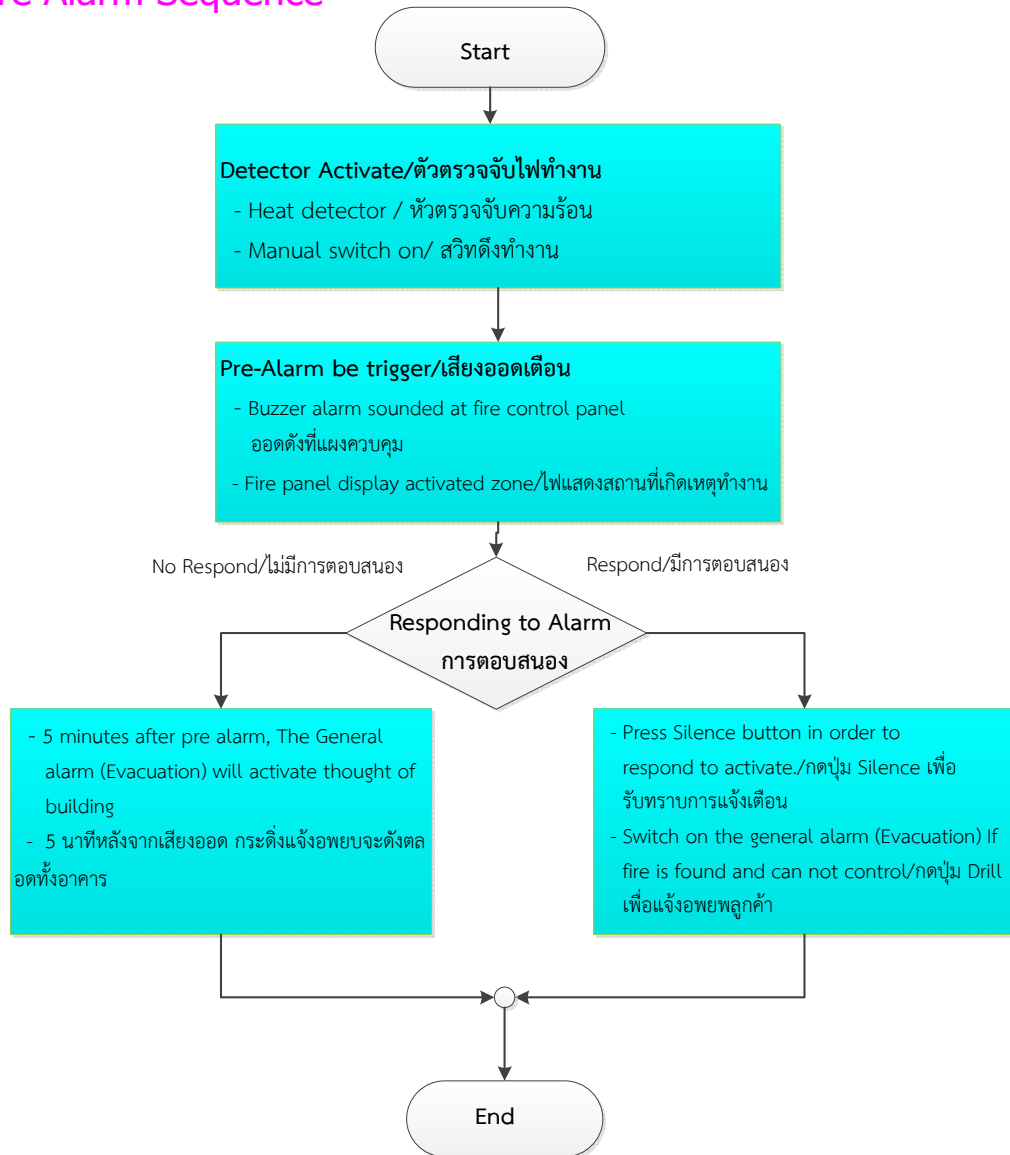 re Alarm Sequence
Start
Detector Activate/ตัวตรวจจับไฟทำงาน
- Heat detector / หัวตรวจจับความร้อน
- Manual switch on/ สวิทดึงทำงาน
Pre-Alarm be trigger/เสียงออดเตือน
- Buzzer alarm sounded at fire control panel
ออดดังที่แผงควบคุม
- Fire panel display activated zone/ไฟแสดงสถานที่เกิดเหตุทำงาน
No Respond/ไม่มีการตอบสนอง
Respond/มีการตอบสนอง
Responding to Alarm
การตอบสนอง
- 5 minutes after pre alarm, The General
alarm (Evacuation) will activate thought of
building
- 5 นาทีหลังจากเสียงออด กระดิ่งแจ้งอพยบจะดังตล
อดทั้งอาคาร
- Press Silence button in order to
respond to activate./กดปุ่ม Silence เพื่อ
รับทราบการแจ้งเตือน
- Switch on the general alarm (Evacuation) If
fire is found and can not control/กดปุ่ม Drill
เพื่อแจ้งอพยพลูกค้า
End